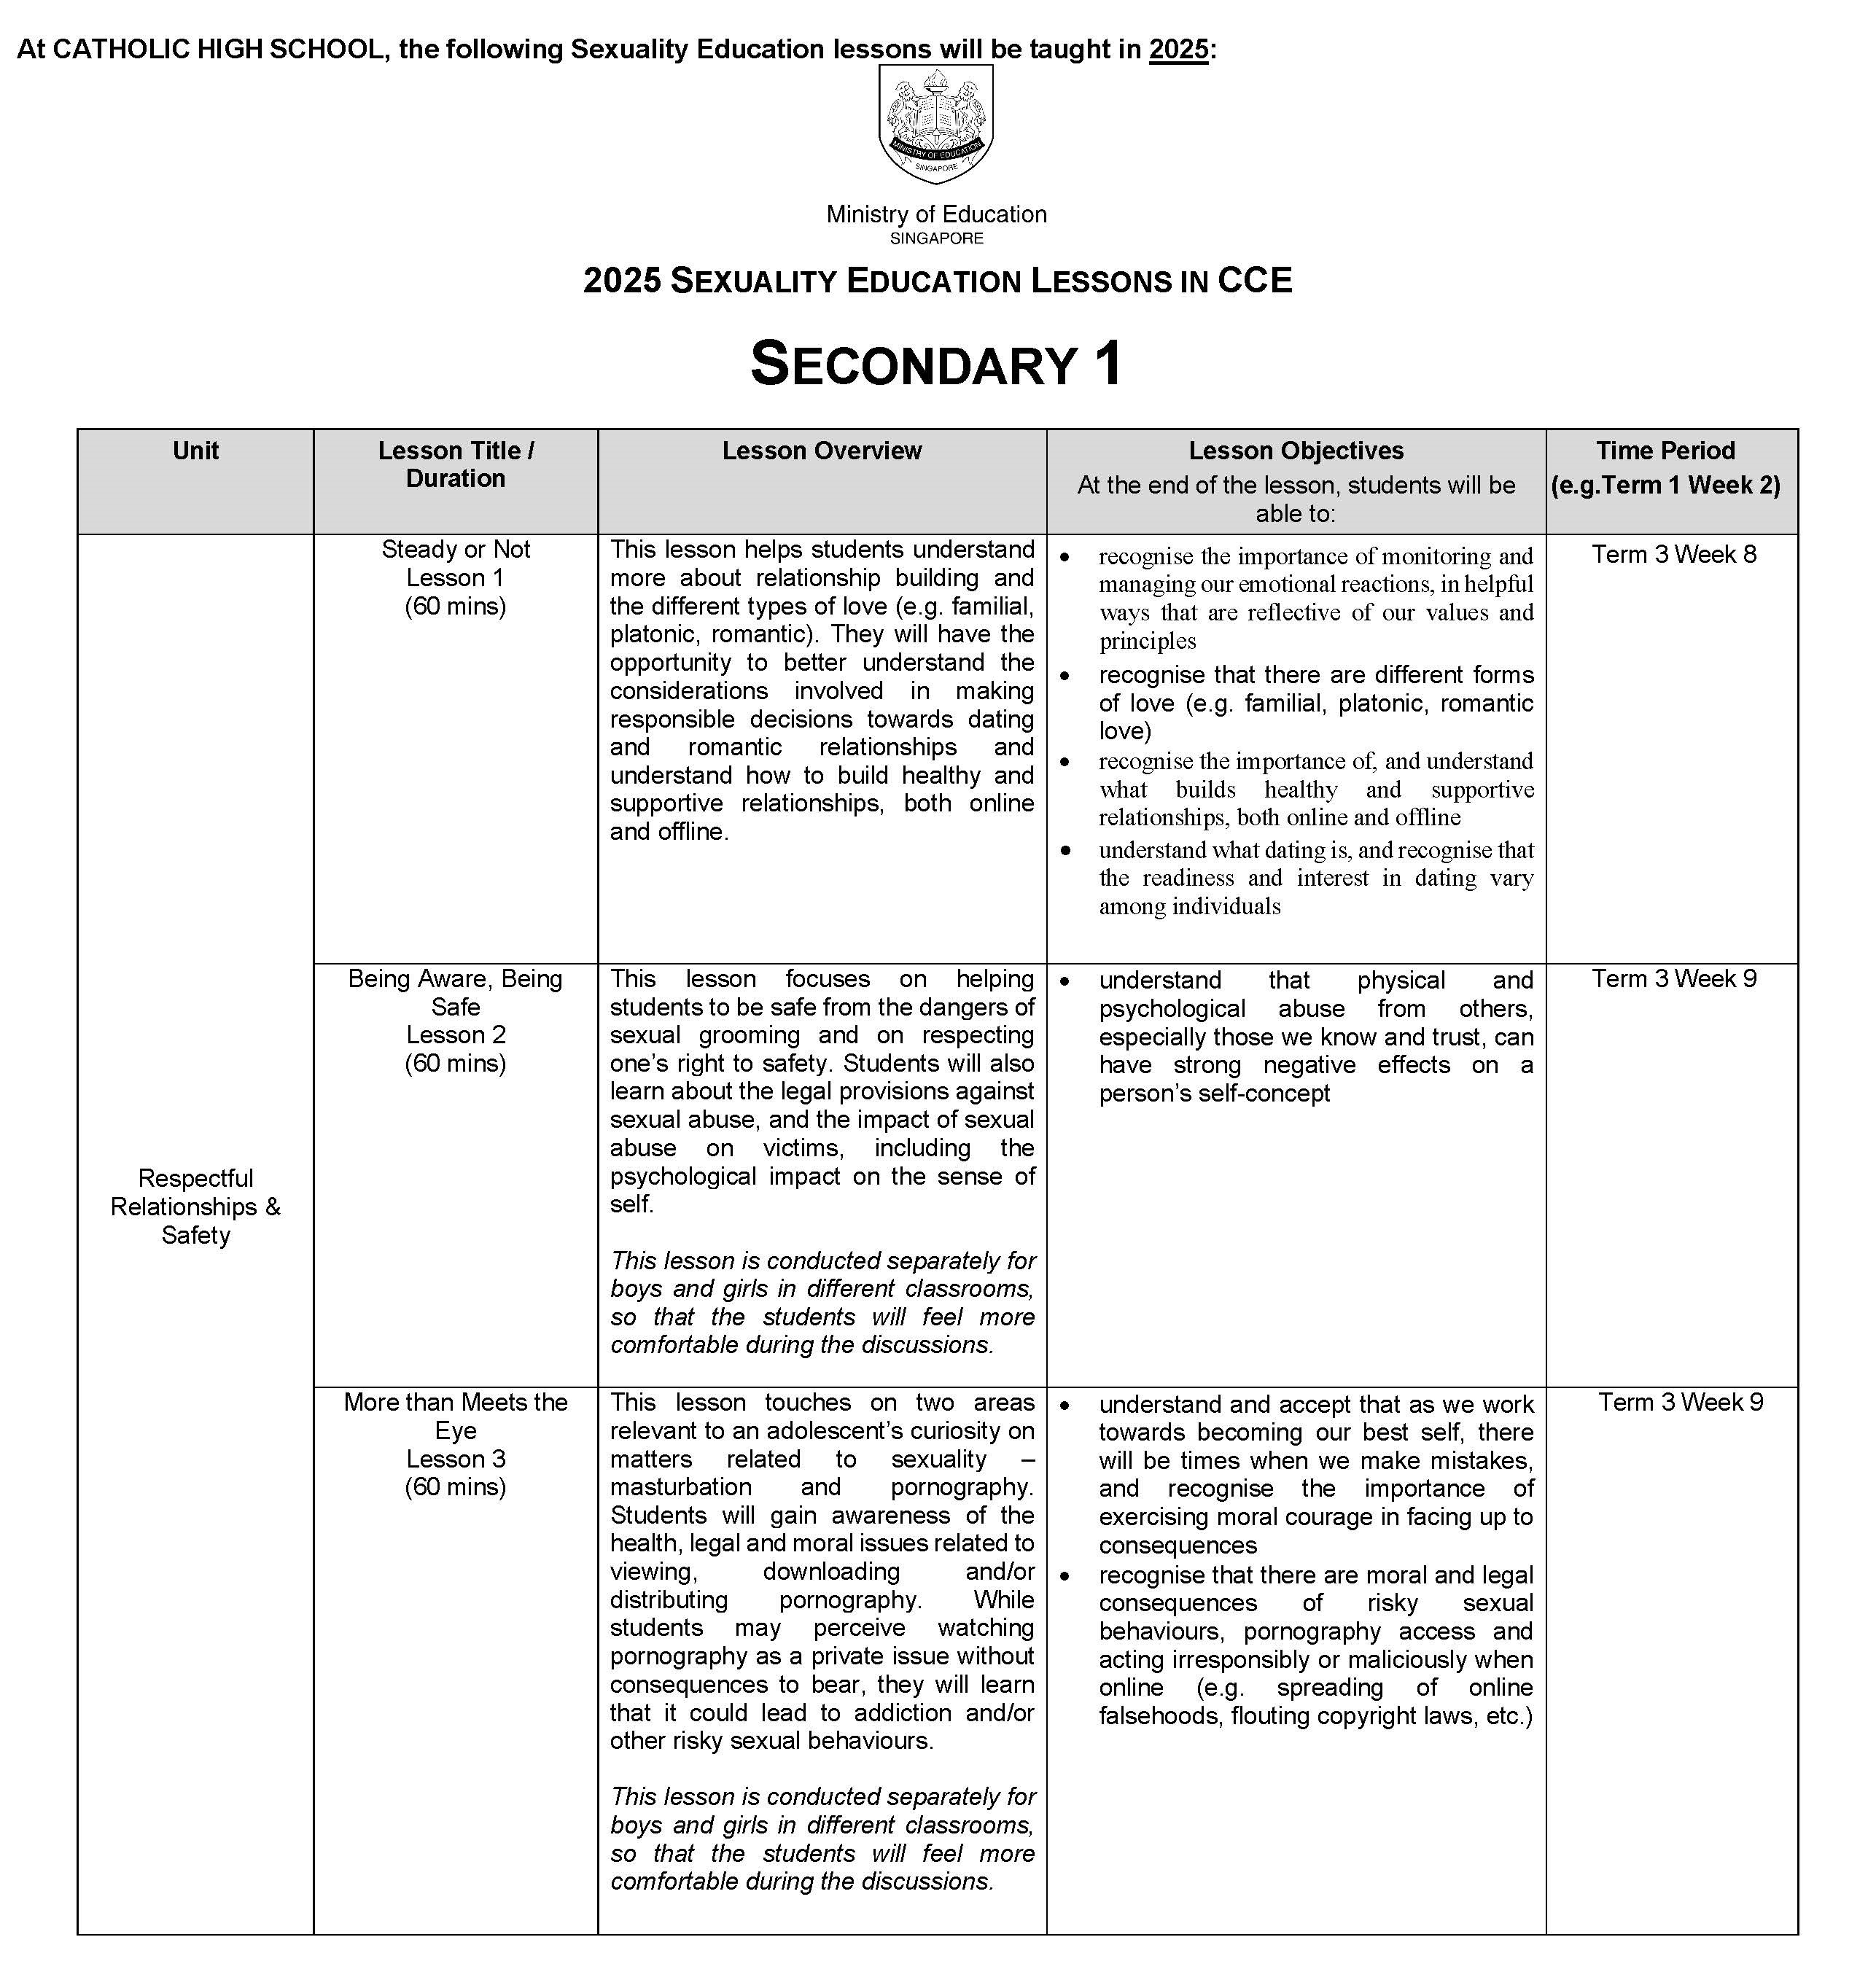 At CATHOLIC HIGH SCHOOL, the following Sexuality Education lessons will be taught in 2025:
MINISTRY OF EDUCATION
SINGAPORE
Ministry of Education
SINGAPORE
2025 SEXUALITY EDUCATION LESSONS IN CCE
SECONDARY 1
Unit
Lesson Title /
Duration
Lesson Overview
Lesson Objectives
At the end of the lesson, students will be
able to:
Time Period
(e.g.Term 1 Week 2)
Respectful
Relationships &
Safety
Steady or Not
Lesson 1
(60 mins)
This lesson helps students understand
more about relationship building and
the different types of love (e.g. familial,
platonic, romantic). They will have the
opportunity to better understand the
considerations involved in making
responsible decisions towards dating
and romantic relationships and
understand how to build healthy and
supportive relationships, both online
and offline.
• recognise the importance of monitoring and
managing our emotional reactions, in helpful
ways that are reflective of our values and
principles
• recognise that there are different forms
of love (e.g. familial, platonic, romantic
love)
• recognise the importance of, and understand
what builds healthy and supportive
relationships, both online and offline
• understand what dating is, and recognise that
the readiness and interest in dating vary
among individuals
Term 3 Week 8
Being Aware, Being
Safe
Lesson 2
(60 mins)
This lesson focuses on helping
students to be safe from the dangers of
sexual grooming and on respecting
one's right to safety. Students will also
learn about the legal provisions against
sexual abuse, and the impact of sexual
abuse on victims, including the
psychological impact on the sense of
self.
This lesson is conducted separately for
boys and girls in different classrooms,
so that the students will feel more
comfortable during the discussions.
• understand that physical and
psychological abuse from others,
especially those we know and trust, can
have strong negative effects on a
person's self-concept
Term 3 Week 9
More than Meets the
Eye
Lesson 3
(60 mins)
This lesson touches on two areas
relevant to an adolescent's curiosity on
matters related to sexuality –
masturbation and pornography.
Students will gain awareness of the
health, legal and moral issues related to
viewing, downloading and/or
distributing pornography. While
students may perceive watching
pornography as a private issue without
consequences to bear, they will learn
that it could lead to addiction and/or
other risky sexual behaviours.
This lesson is conducted separately for
boys and girls in different classrooms,
so that the students will feel more
comfortable during the discussions.
• understand and accept that as we work
towards becoming our best self, there
will be times when we make mistakes,
and recognise the importance of
exercising moral courage in facing up to
consequences
• recognise that there are moral and legal
consequences of risky sexual
behaviours, pornography access and
acting irresponsibly or maliciously when
online (e.g. spreading of online
falsehoods, flouting copyright laws, etc.)
Term 3 Week 9